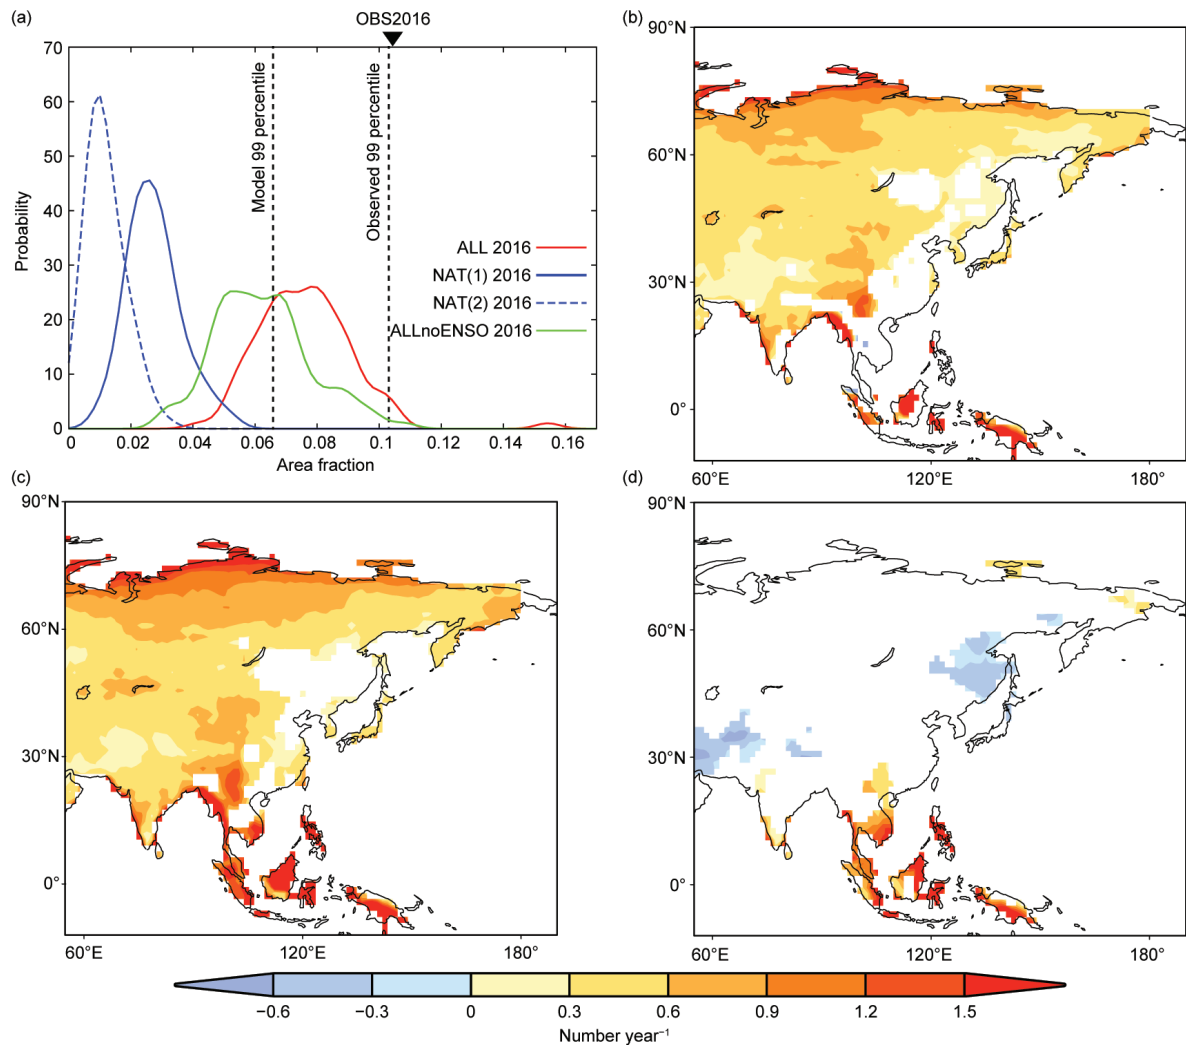 (a)
OBS2016
70
60
50
40
30
20
10
0
Probability
Model 99 percentile
Observed 99 percentile
ALL 2016
NAT(1) 2016
NAT(2) 2016
ALLnoENSO 2016
0 0.02 0.04 0.06 0.08 0.1 0.12 0.14 0.16
Area fraction
(b)
90°N
60°N
30°N
0°
60°E 120°E 180°
(c)
90°N
60°N
30°N
0°
60°E 120°E 180°
(d)
90°N
60°N
30°N
0°
60°E 120°E 180°
−0.6 −0.3 0 0.3 0.6 0.9 1.2 1.5
Number year⁻¹